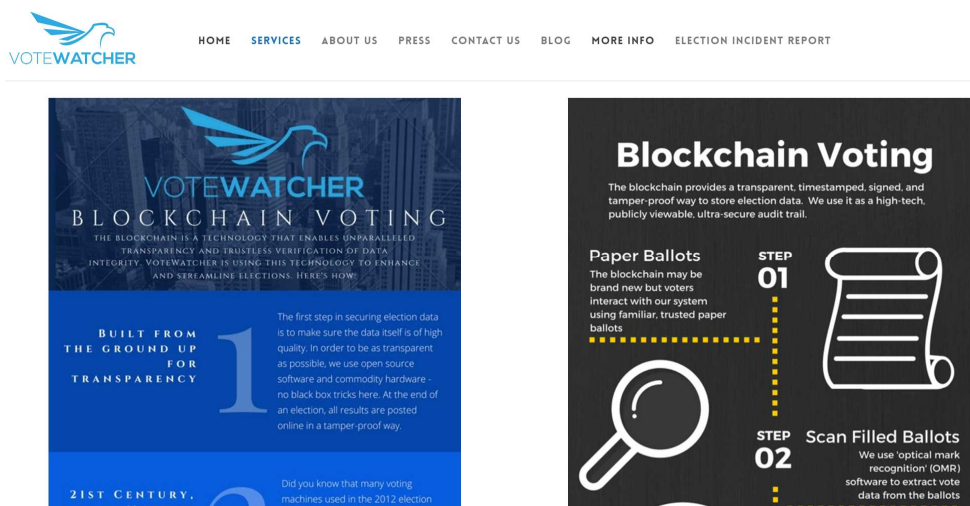 VOTEWATCHER
HOME SERVICES ABOUT US PRESS CONTACT US BLOG MORE INFO ELECTION INCIDENT REPORT
VOTEWATCHER
BLOCKCHAIN VOTING
THE BLOCKCHAIN IS A TECHNOLOGY THAT ENABLES UNPARALLELED
TRANSPARENCY AND TRUSTLESS VERIFICATION OF DATA
INTEGRITY. VOTEWATCHER IS USING THIS TECHNOLOGY TO ENHANCE
AND STREAMLINE ELECTIONS. HERE'S HOW:
BUILT FROM
THE GROUND UP
FOR
TRANSPARENCY
1
The first step in securing election data
is to make sure the data itself is of high
quality. In order to be as transparent
as possible, we use open source
software and commodity hardware -
no black box tricks here. At the end of
an election, all results are posted
online in a tamper-proof way.
21ST CENTURY,
Did you know that many voting
machines used in the 2012 election
Blockchain Voting
The blockchain provides a transparent, timestamped, signed, and
tamper-proof way to store election data. We use it as a high-tech,
publicly viewable, ultra-secure audit trail.
Paper Ballots
The blockchain may be
brand new but voters
interact with our system
using familiar, trusted paper
ballots
STEP
01
STEP
02
Scan Filled Ballots
We use 'optical mark
recognition' (OMR)
software to extract vote
data from the ballots